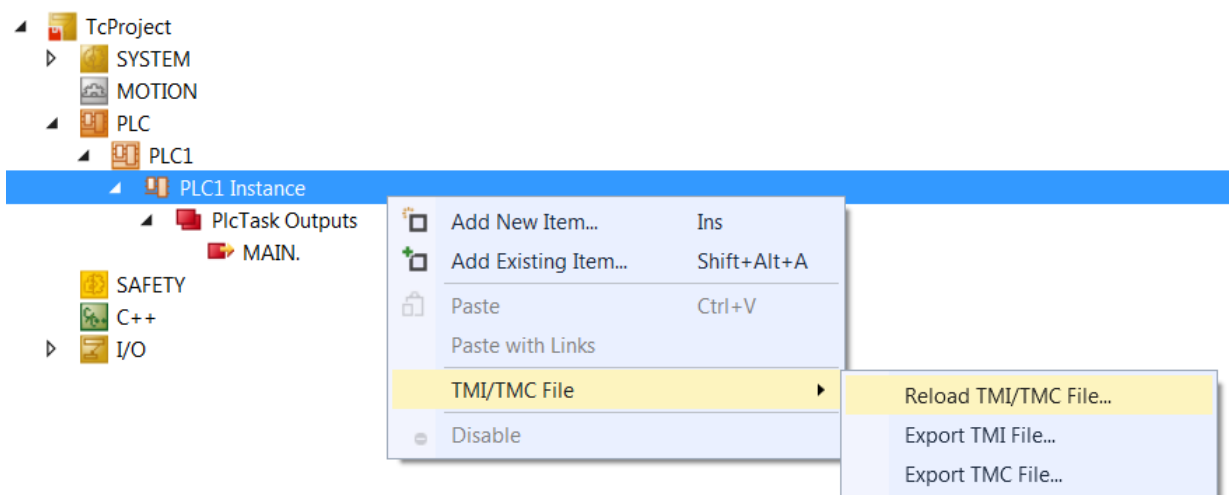 TcProject
SYSTEM
MOTION
PLC
PLC1
PLC1 Instance
PlcTask Outputs
MAIN.
SAFETY
C++
I/O
Add New Item... Ins
Add Existing Item... Shift+Alt+A
Paste Ctrl+V
Paste with Links
TMI/TMC File
Disable
Reload TMI/TMC File...
Export TMI File...
Export TMC File...